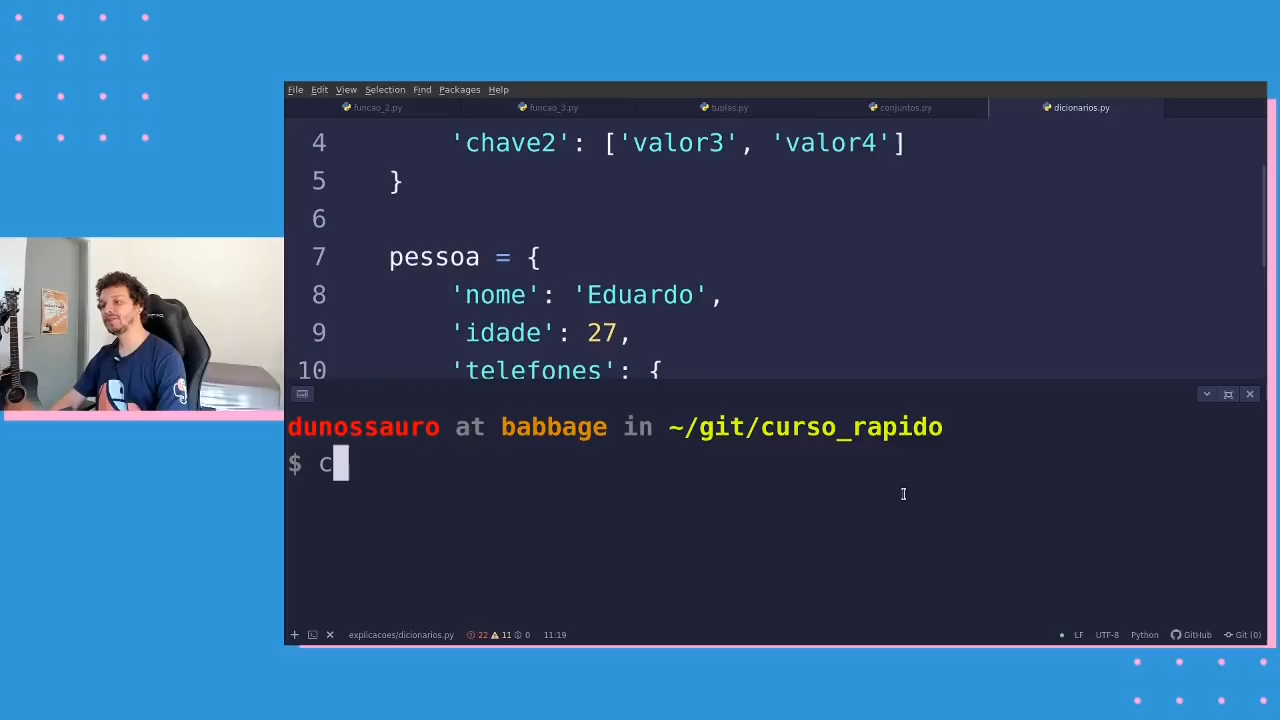 File Edit View Selection Find Packages Help
funcao_2.py funcao_3.py tuplas.py conjuntos.py dicionarios.py
4 'chave2': ['valor3', 'valor4']
5 }
6
7 pessoa = {
8 'nome': 'Eduardo',
9 'idade': 27,
10 'telefones': {
dunossauro at babbage in ~/git/curso_rapido
$ c
explicacoes/dicionarios.py 22 11 0 11:19 LF UTF-8 Python GitHub Git (0)